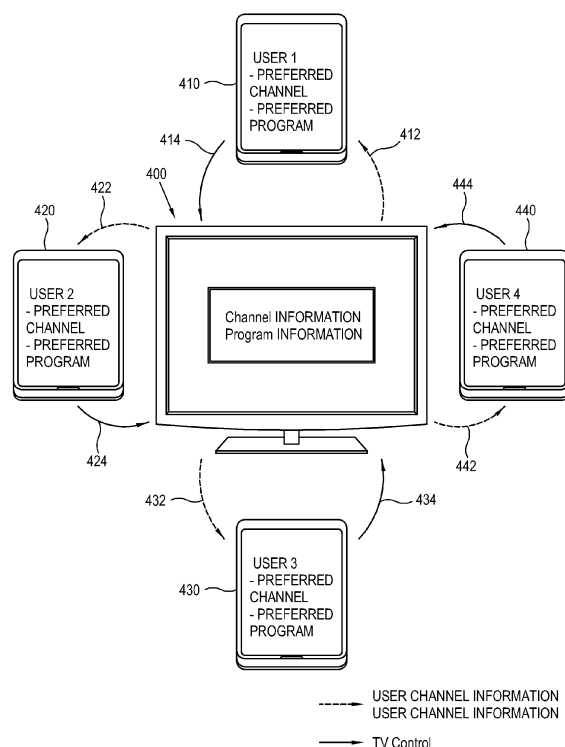 USER 1
- PREFERRED
CHANNEL
- PREFERRED
PROGRAM
410
414
412
400
422
444
420
440
USER 2
- PREFERRED
CHANNEL
- PREFERRED
PROGRAM
Channel INFORMATION
Program INFORMATION
USER 4
- PREFERRED
CHANNEL
- PREFERRED
PROGRAM
424
442
432
434
USER 3
- PREFERRED
CHANNEL
- PREFERRED
PROGRAM
430
USER CHANNEL INFORMATION
USER CHANNEL INFORMATION
TV Control